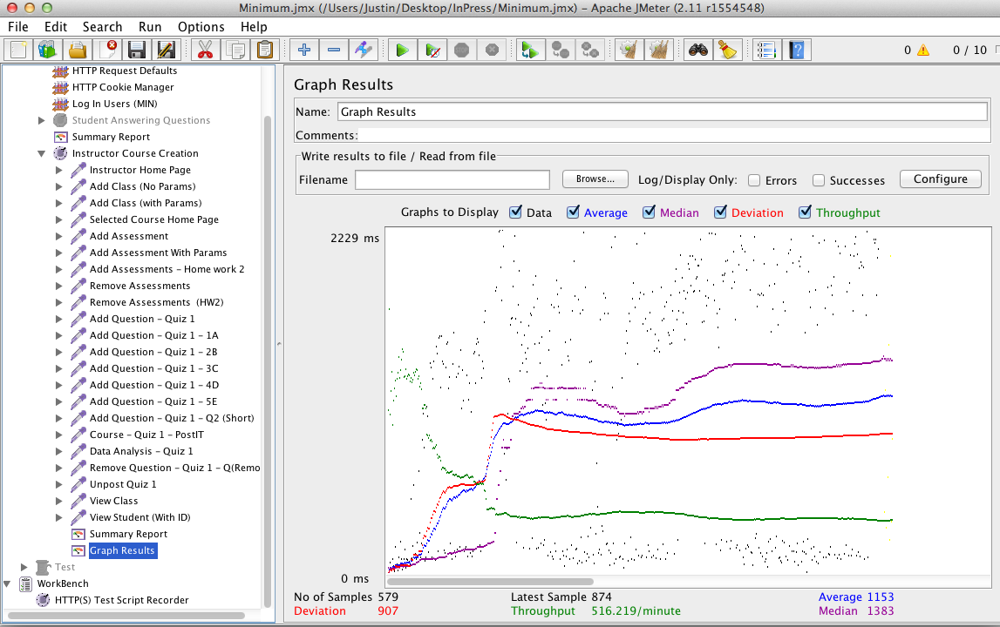 Minimum.jmx (/Users/Justin/Desktop/InPress/Minimum.jmx) – Apache JMeter (2.11 r1554548)
File Edit Search Run Options Help
0 0 / 10
HTTP Request Defaults
HTTP Cookie Manager
Log In Users (MIN)
Student Answering Questions
Summary Report
Instructor Course Creation
Instructor Home Page
Add Class (No Params)
Add Class (with Params)
Selected Course Home Page
Add Assessment
Add Assessment With Params
Add Assessments – Home work 2
Remove Assessments
Remove Assessments (HW2)
Add Question – Quiz 1
Add Question – Quiz 1 – 1A
Add Question – Quiz 1 – 2B
Add Question – Quiz 1 – 3C
Add Question – Quiz 1 – 4D
Add Question – Quiz 1 – 5E
Add Question – Quiz 1 – Q2 (Short)
Course – Quiz 1 – PostIT
Data Analysis – Quiz 1
Remove Question – Quiz 1 – Q(Remo
Unpost Quiz 1
View Class
View Student (With ID)
Summary Report
Graph Results
Test
WorkBench
HTTP(S) Test Script Recorder
Graph Results
Name: Graph Results
Comments:
Write results to file / Read from file
Filename Browse... Log/Display Only: Errors Successes Configure
Graphs to Display Data Average Median Deviation Throughput
2229 ms
0 ms
No of Samples 579 Latest Sample 874 Average 1153
Deviation 907 Throughput 516.219/minute Median 1383